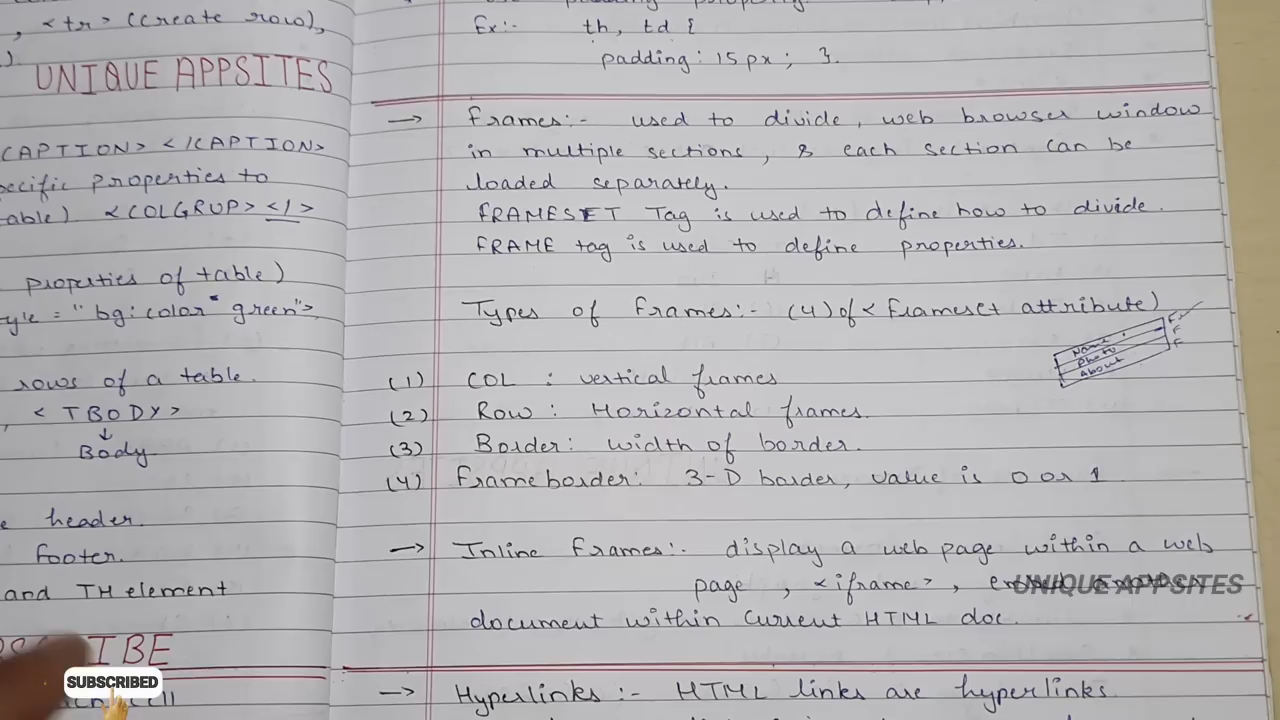 , <tr> (create row),
).
UNIQUE APPSITES
CAPTION> </CAPTION>
ecific properties to
able) <COLGRUP> </>
properties of table)
yle = "bg: color" green">
rows of a table.
< TBODY>
↓
Body
e header.
footer.
and TH element
IBE
SUBSCRIBED
cell
Ex:- th, td {
padding: 15px; }.
→ Frames:- used to divide, web browser window
in multiple sections, & each section can be
loaded separately.
FRAMESET Tag is used to define how to divide.
FRAME tag is used to define properties.
Types of Frames:- (4) of < Frameset attribute)
Name
Photo
About
F
F
F
(1) COL : vertical frames
(2) Row : Horizontal frames.
(3) Border: width of border.
(4) Frameborder: 3-D border, value is 0 or 1
→ Inline Frames:- display a web page within a web
page , <iframe> ,
UNIQUE APPSITES
document within current HTML doc.
→ Hyperlinks :- HTML links are hyperlinks.